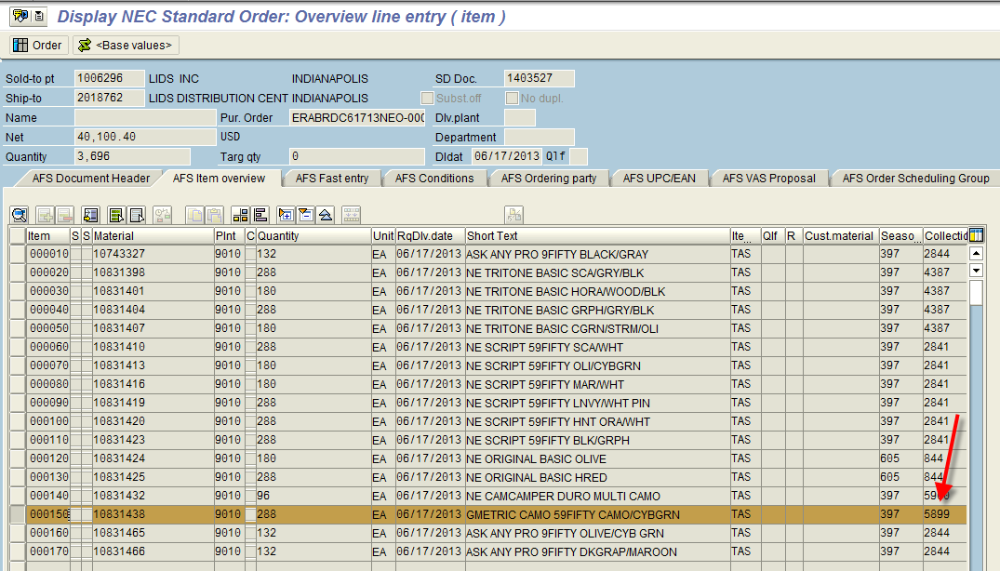 Display NEC Standard Order: Overview line entry ( item )
Order <Base values>
Sold-to pt 1006296 LIDS INC INDIANAPOLIS SD Doc. 1403527
Ship-to 2018762 LIDS DISTRIBUTION CENT INDIANAPOLIS Subst.off No dupl.
Name Pur. Order ERABRDC61713NEO-000 Dlv.plant
Net 40,100.40 USD Department
Quantity 3,696 Targ qty 0 Dldat 06/17/2013 Qlf
AFS Document Header AFS Item overview AFS Fast entry AFS Conditions AFS Ordering party AFS UPC/EAN AFS VAS Proposal AFS Order Scheduling Group
Item S S Material Plnt C Quantity Unit RqDlv.date Short Text Ite... Qlf R Cust.material Seaso... Collectio
000010 10743327 9010 132 EA 06/17/2013 ASK ANY PRO 9FIFTY BLACK/GRAY TAS 397 2844
000020 10831398 9010 288 EA 06/17/2013 NE TRITONE BASIC SCA/GRY/BLK TAS 397 4387
000030 10831401 9010 180 EA 06/17/2013 NE TRITONE BASIC HORA/WOOD/BLK TAS 397 4387
000040 10831404 9010 288 EA 06/17/2013 NE TRITONE BASIC GRPH/GRY/BLK TAS 397 4387
000050 10831407 9010 180 EA 06/17/2013 NE TRITONE BASIC CGRN/STRM/OLI TAS 397 4387
000060 10831410 9010 288 EA 06/17/2013 NE SCRIPT 59FIFTY SCA/WHT TAS 397 2841
000070 10831413 9010 180 EA 06/17/2013 NE SCRIPT 59FIFTY OLI/CYBGRN TAS 397 2841
000080 10831416 9010 180 EA 06/17/2013 NE SCRIPT 59FIFTY MAR/WHT TAS 397 2841
000090 10831419 9010 288 EA 06/17/2013 NE SCRIPT 59FIFTY LNVY/WHT PIN TAS 397 2841
000100 10831420 9010 288 EA 06/17/2013 NE SCRIPT 59FIFTY HNT ORA/WHT TAS 397 2841
000110 10831423 9010 288 EA 06/17/2013 NE SCRIPT 59FIFTY BLK/GRPH TAS 397 2841
000120 10831424 9010 180 EA 06/17/2013 NE ORIGINAL BASIC OLIVE TAS 605 844
000130 10831425 9010 288 EA 06/17/2013 NE ORIGINAL BASIC HRED TAS 605 844
000140 10831432 9010 96 EA 06/17/2013 NE CAMCAMPER DURO MULTI CAMO TAS 397
000150 10831438 9010 288 EA 06/17/2013 GMETRIC CAMO 59FIFTY CAMO/CYBGRN TAS 397 5899
000160 10831465 9010 132 EA 06/17/2013 ASK ANY PRO 9FIFTY OLIVE/CYB GRN TAS 397 2844
000170 10831466 9010 132 EA 06/17/2013 ASK ANY PRO 9FIFTY DKGRAP/MAROON TAS 397 2844